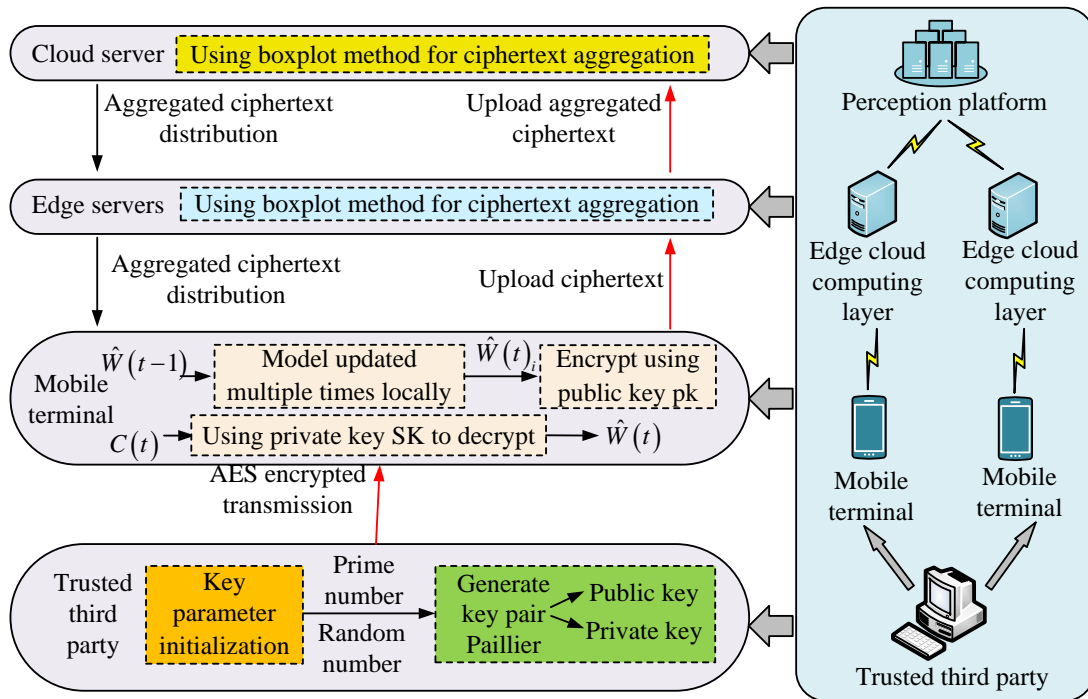 Cloud server
Using boxplot method for ciphertext aggregation
Aggregated ciphertext
distribution
Upload aggregated
ciphertext
Edge servers
Using boxplot method for ciphertext aggregation
Aggregated ciphertext
distribution
Upload ciphertext
Mobile
terminal
Ŵ(t−1)
Model updated
multiple times locally
Ŵ(t)ᵢ
Encrypt using
public key pk
C(t)
Using private key SK to decrypt
Ŵ(t)
AES encrypted
transmission
Trusted
third
party
Key
parameter
initialization
Prime
number
Random
number
Generate
key pair
Paillier
Public key
Private key
Perception platform
Edge cloud
computing
layer
Edge cloud
computing
layer
Mobile
terminal
Mobile
terminal
Trusted third party